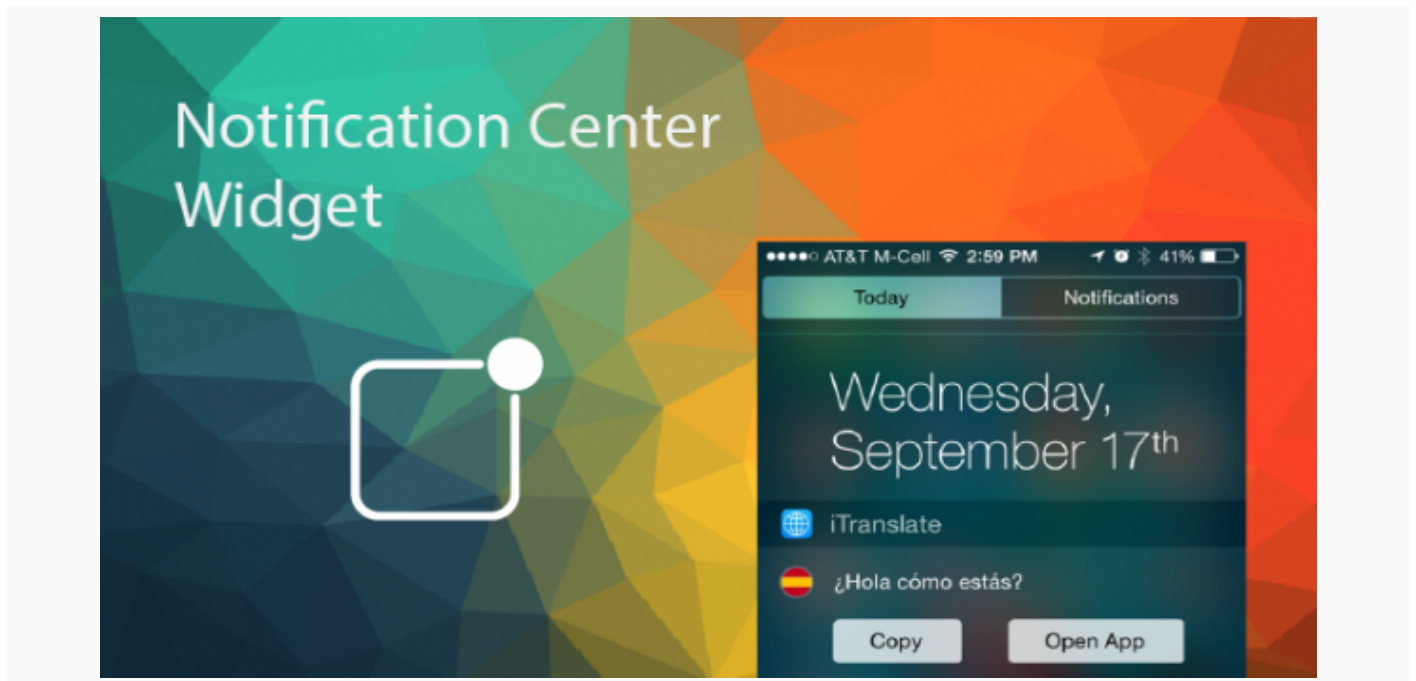 Notification Center
Widget
AT&T M-Cell 2:59 PM 41%
Today Notifications
Wednesday,
September 17th
iTranslate
¿Hola cómo estás?
Copy Open App